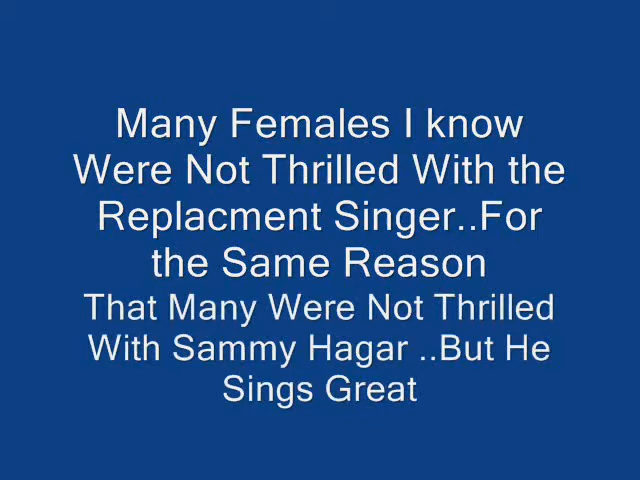 Many Females I know
Were Not Thrilled With the
Replacment Singer..For
the Same Reason
That Many Were Not Thrilled
With Sammy Hagar ..But He
Sings Great